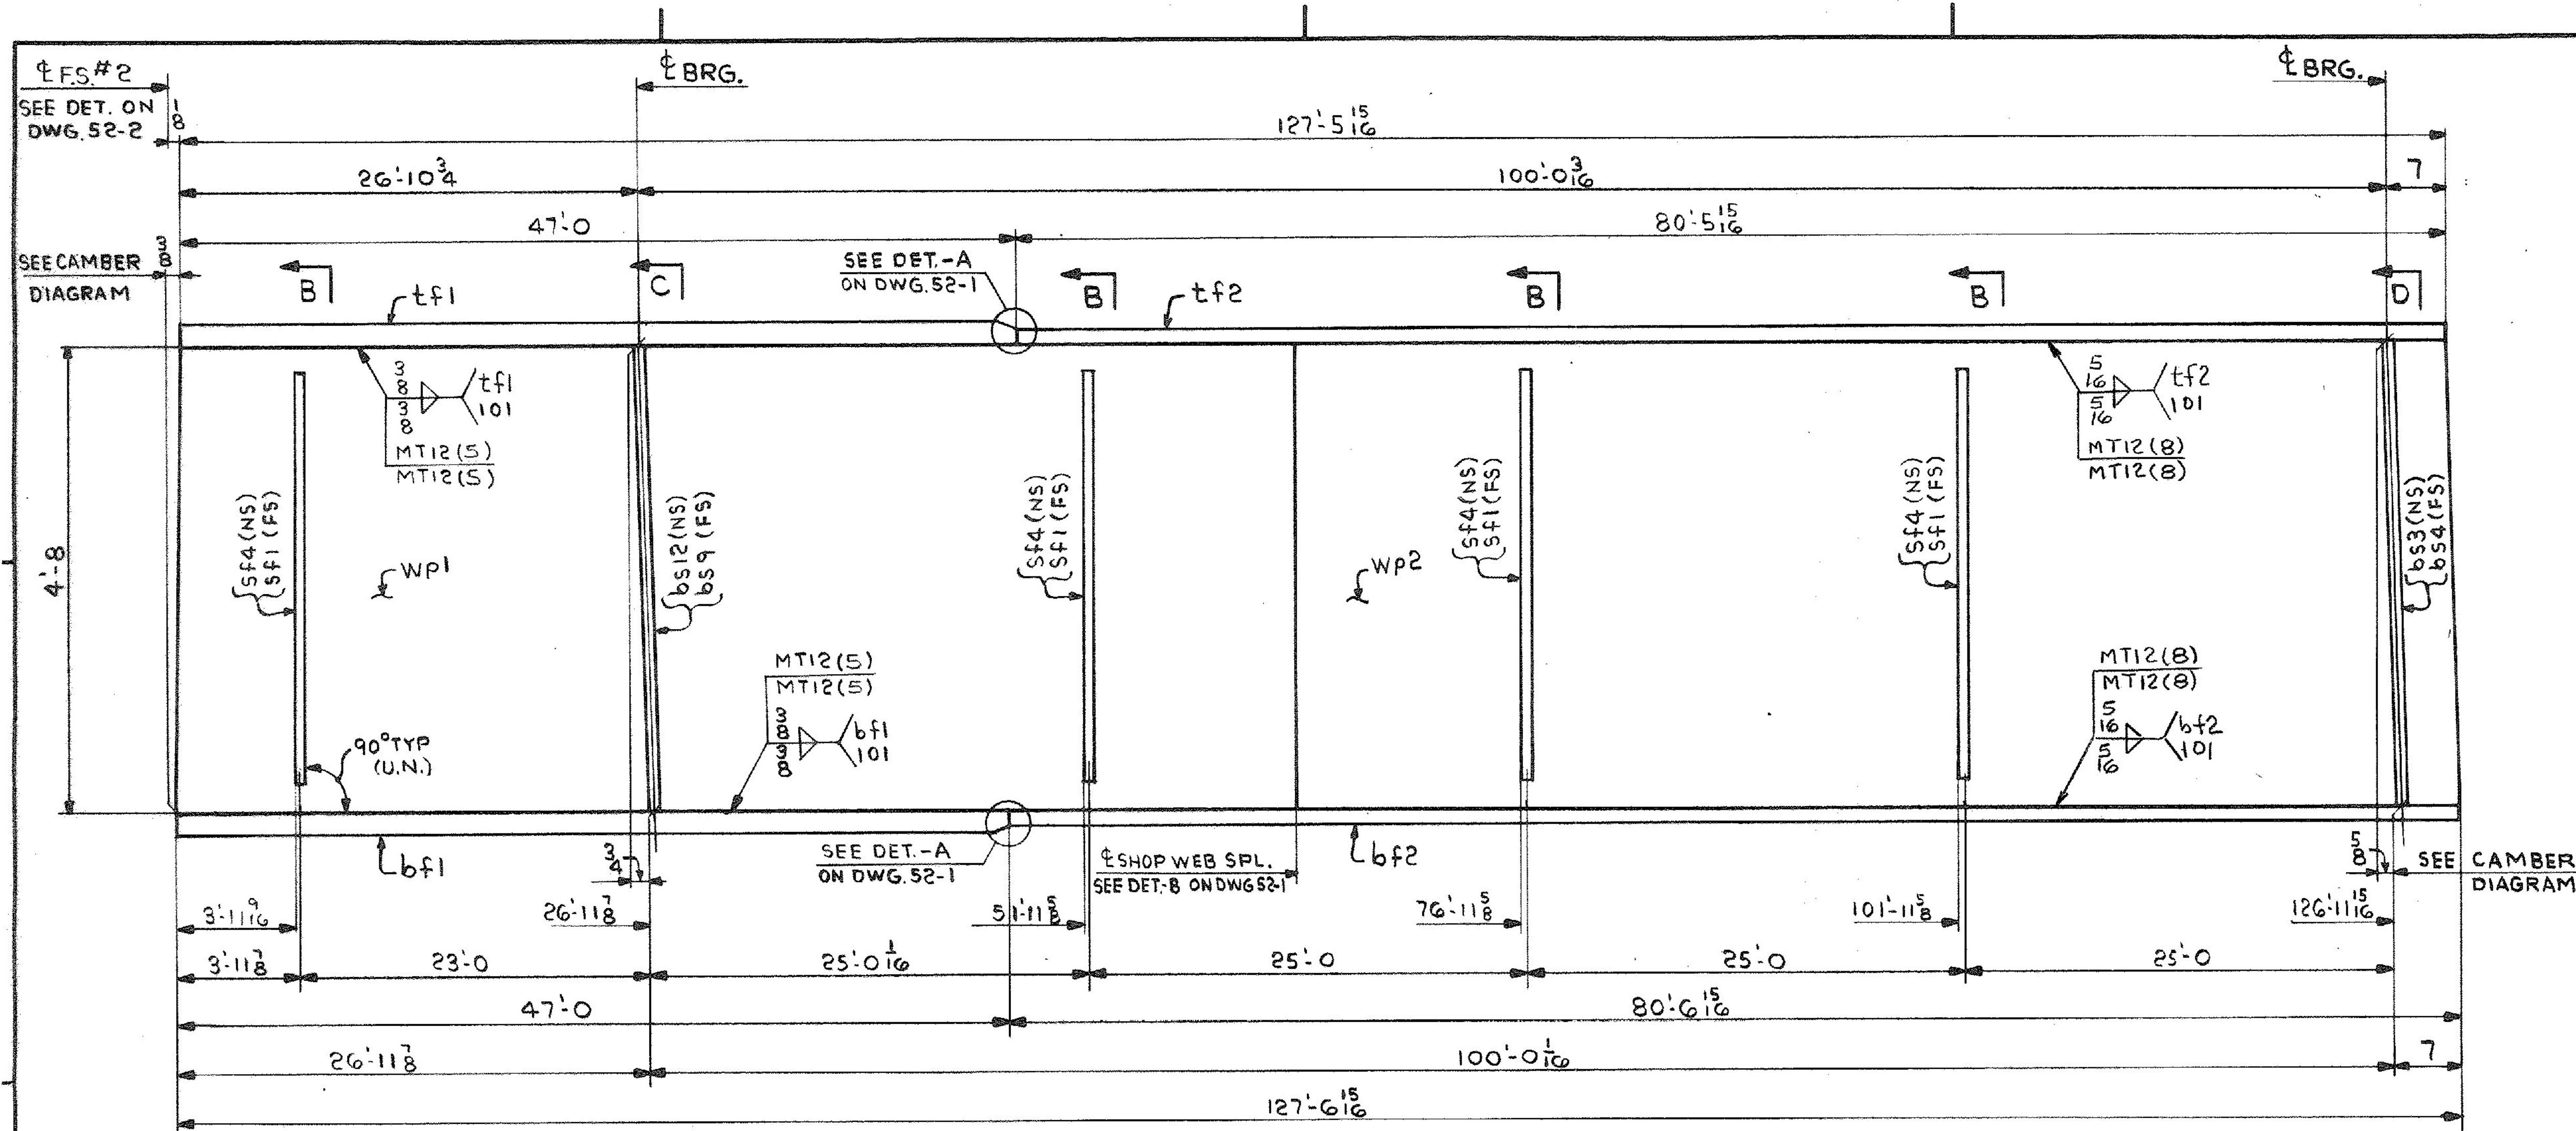 ℄ F.S.#2
SEE DET. ON
DWG. 52-2
1/8
℄ BRG.
℄ BRG.
127'-5 15/16
26'-10 3/4
100'-0 3/16
7
47'-0
80'-5 15/16
SEE CAMBER
DIAGRAM
3/8
B
tf1
C
SEE DET.-A
ON DWG. 52-1
B
tf2
B
B
D
3/8
3/8
tf1
101
MT12(5)
MT12(5)
5/16
5/16
tf2
101
MT12(8)
MT12(8)
4'-8
Sf4 (NS)
Sf1 (FS)
wp1
bs12 (NS)
bs9 (FS)
Sf4 (NS)
Sf1 (FS)
wp2
Sf4 (NS)
Sf1 (FS)
Sf4 (NS)
Sf1 (FS)
bs3 (NS)
bs4 (FS)
90° TYP
(U.N.)
MT12(5)
MT12(5)
3/8
3/8
bf1
101
MT12(8)
MT12(8)
5/16
5/16
bf2
101
bf1
3/4
SEE DET.-A
ON DWG. 52-1
℄ SHOP WEB SPL.
SEE DET.-B ON DWG 52-1
bf2
5/8
SEE CAMBER
DIAGRAM
3'-11 9/16
26'-11 7/8
51'-11 5/8
76'-11 5/8
101'-11 5/8
126'-11 15/16
3'-11 7/8
23'-0
25'-0 1/16
25'-0
25'-0
25'-0
47'-0
80'-6 15/16
26'-11 7/8
100'-0 1/16
7
127'-6 15/16